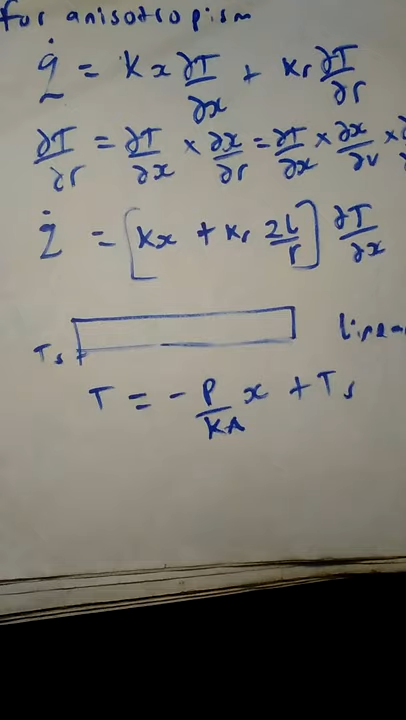 for anisotropism
q̇ = Kx ∂T/∂x + Kr ∂T/∂r
∂T/∂r = ∂T/∂x × ∂x/∂r = ∂T/∂x × ∂x/∂v ×
q̇ = [Kx + Kr 2L/r] ∂T/∂x
Ts
T = - P/KA x + Ts